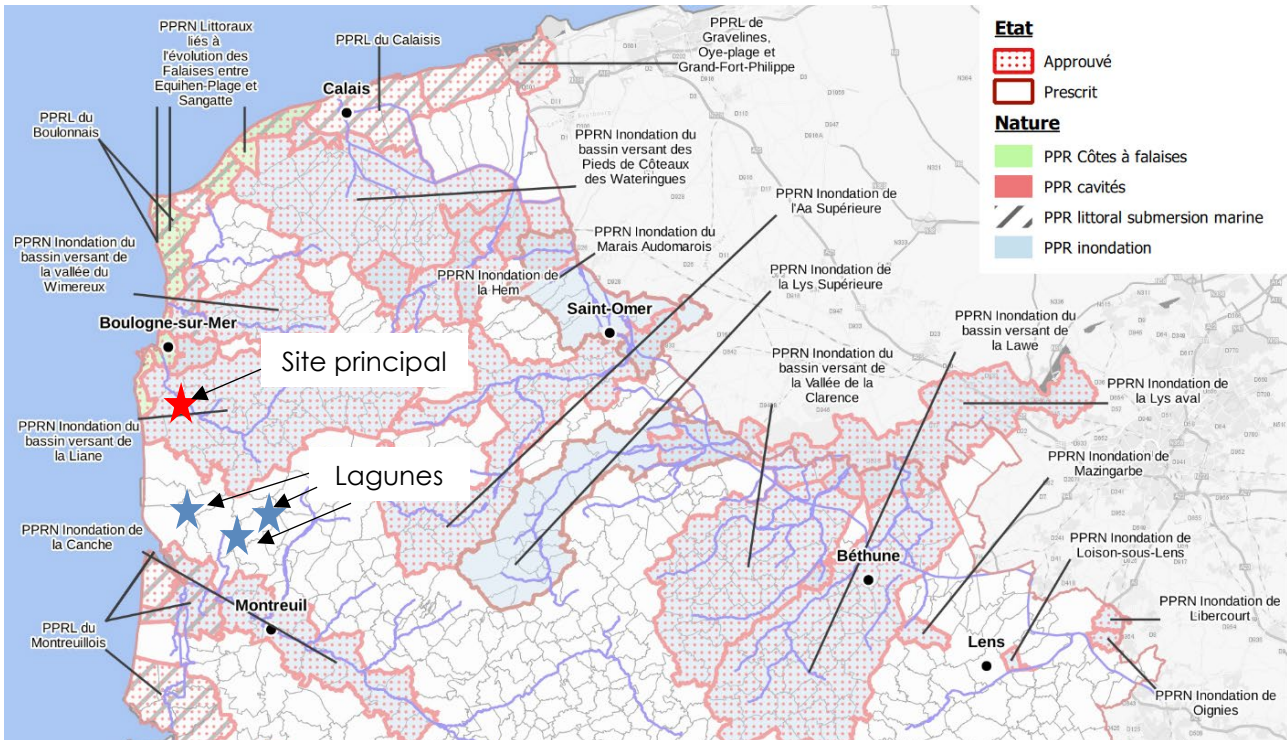 PPRN Littoraux
liés à
l'évolution des
Falaises entre
Equihen-Plage et
Sangatte
PPRL du Calaisis
PPRL de
Gravelines,
Oye-plage et
Grand-Fort-Philippe
Calais
PPRL du
Boulonnais
PPRN Inondation du
bassin versant des
Pieds de Côteaux
des Wateringues
PPRN Inondation de
l'Aa Supérieure
PPRN Inondation du
bassin versant de
la vallée du
Wimereux
PPRN Inondation du
Marais Audomarois
PPRN Inondation de
la Hem
PPRN Inondation de
la Lys Supérieure
Saint-Omer
Boulogne-sur-Mer
PPRN Inondation du
bassin versant de
la Lawe
PPRN Inondation du
bassin versant de
la Vallée de la
Clarence
PPRN Inondation de
la Lys aval
Site principal
PPRN Inondation du
bassin versant de
la Liane
Lagunes
PPRN Inondation de
Mazingarbe
PPRN Inondation de
la Canche
PPRN Inondation de
Loison-sous-Lens
Béthune
Montreuil
PPRL du
Montreuillois
PPRN Inondation de
Libercourt
Lens
PPRN Inondation de
Oignies
Etat
Approuvé
Prescrit
Nature
PPR Côtes à falaises
PPR cavités
PPR littoral submersion marine
PPR inondation